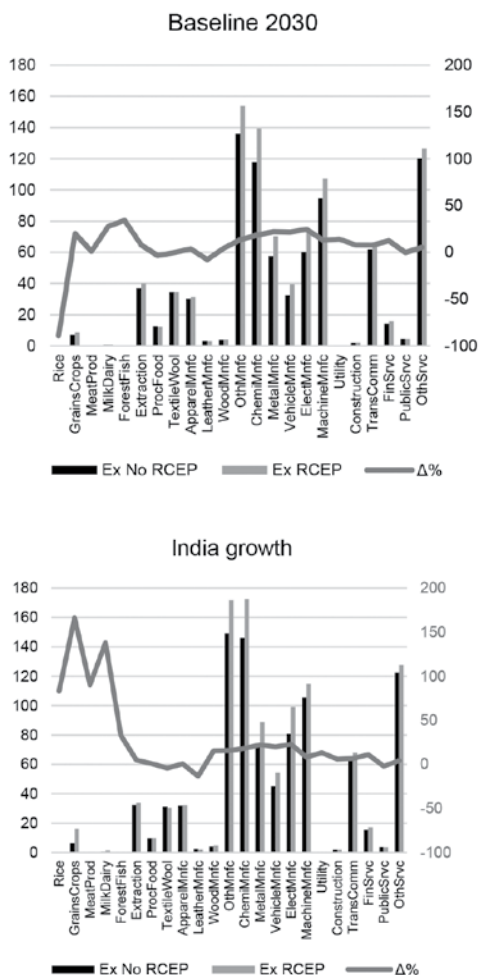 Baseline 2030
180 200
160 150
140
120 100
100 50
80
60 0
40 -50
20
0 -100
Rice
GrainsCrops
MeatProd
MilkDairy
ForestFish
Extraction
ProcFood
TextileWool
ApparelMnfc
LeatherMnfc
WoodMnfc
OthMnfc
ChemiMnfc
MetalMnfc
VehicleMnfc
ElectMnfc
MachineMnfc
Utility
Construction
TransComm
FinSrvc
PublicSrvc
OthSrvc
Ex No RCEP Ex RCEP Δ%
India growth
180 200
160 150
140
120 100
100 50
80
60 0
40 -50
20
0 -100
Rice
GrainsCrops
MeatProd
MilkDairy
ForestFish
Extraction
ProcFood
TextileWool
ApparelMnfc
LeatherMnfc
WoodMnfc
OthMnfc
ChemiMnfc
MetalMnfc
VehicleMnfc
ElectMnfc
MachineMnfc
Utility
Construction
TransComm
FinSrvc
PublicSrvc
OthSrvc
Ex No RCEP Ex RCEP Δ%